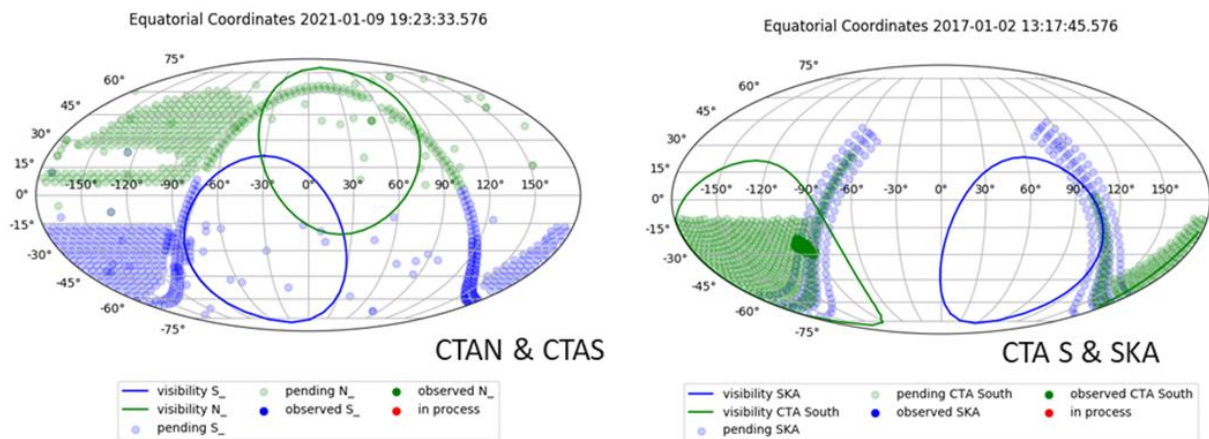 Equatorial Coordinates 2021-01-09 19:23:33.576
75°
60°
45°
30°
15°
0°
-15°
-30°
-45°
-60°
-75°
-150° -120° -90° -60° -30° 0° 30° 60° 90° 120° 150°
CTAN & CTAS
visibility S_
visibility N_
pending S_
pending N_
observed S_
observed N_
in process
Equatorial Coordinates 2017-01-02 13:17:45.576
75°
60°
45°
30°
15°
0°
-15°
-30°
-45°
-60°
-75°
-150° -120° -90° -60° -30° 0° 30° 60° 90° 120° 150°
CTA S & SKA
visibility SKA
visibility CTA South
pending SKA
pending CTA South
observed SKA
observed CTA South
in process